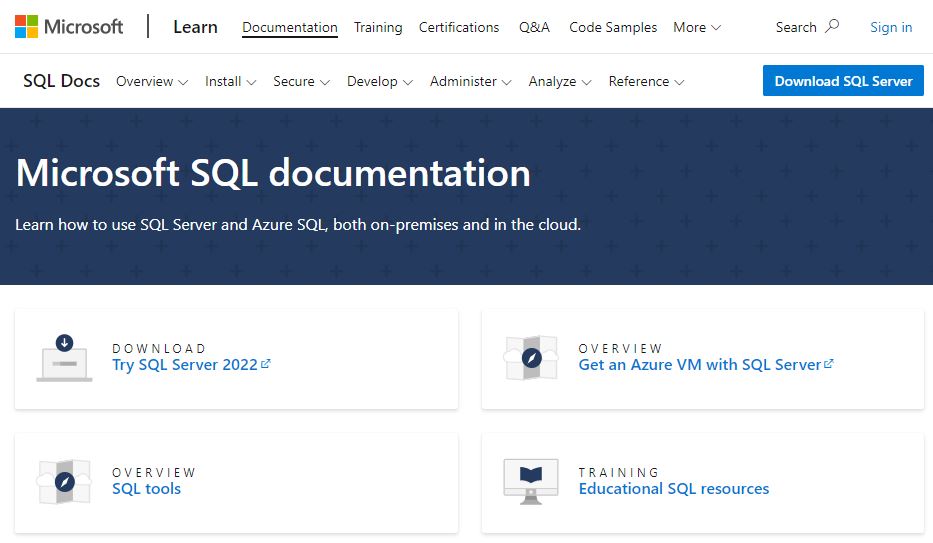 Microsoft Learn Documentation Training Certifications Q&A Code Samples More Search Sign in
SQL Docs Overview Install Secure Develop Administer Analyze Reference Download SQL Server
Microsoft SQL documentation
Learn how to use SQL Server and Azure SQL, both on-premises and in the cloud.
DOWNLOAD
Try SQL Server 2022
OVERVIEW
Get an Azure VM with SQL Server
OVERVIEW
SQL tools
TRAINING
Educational SQL resources